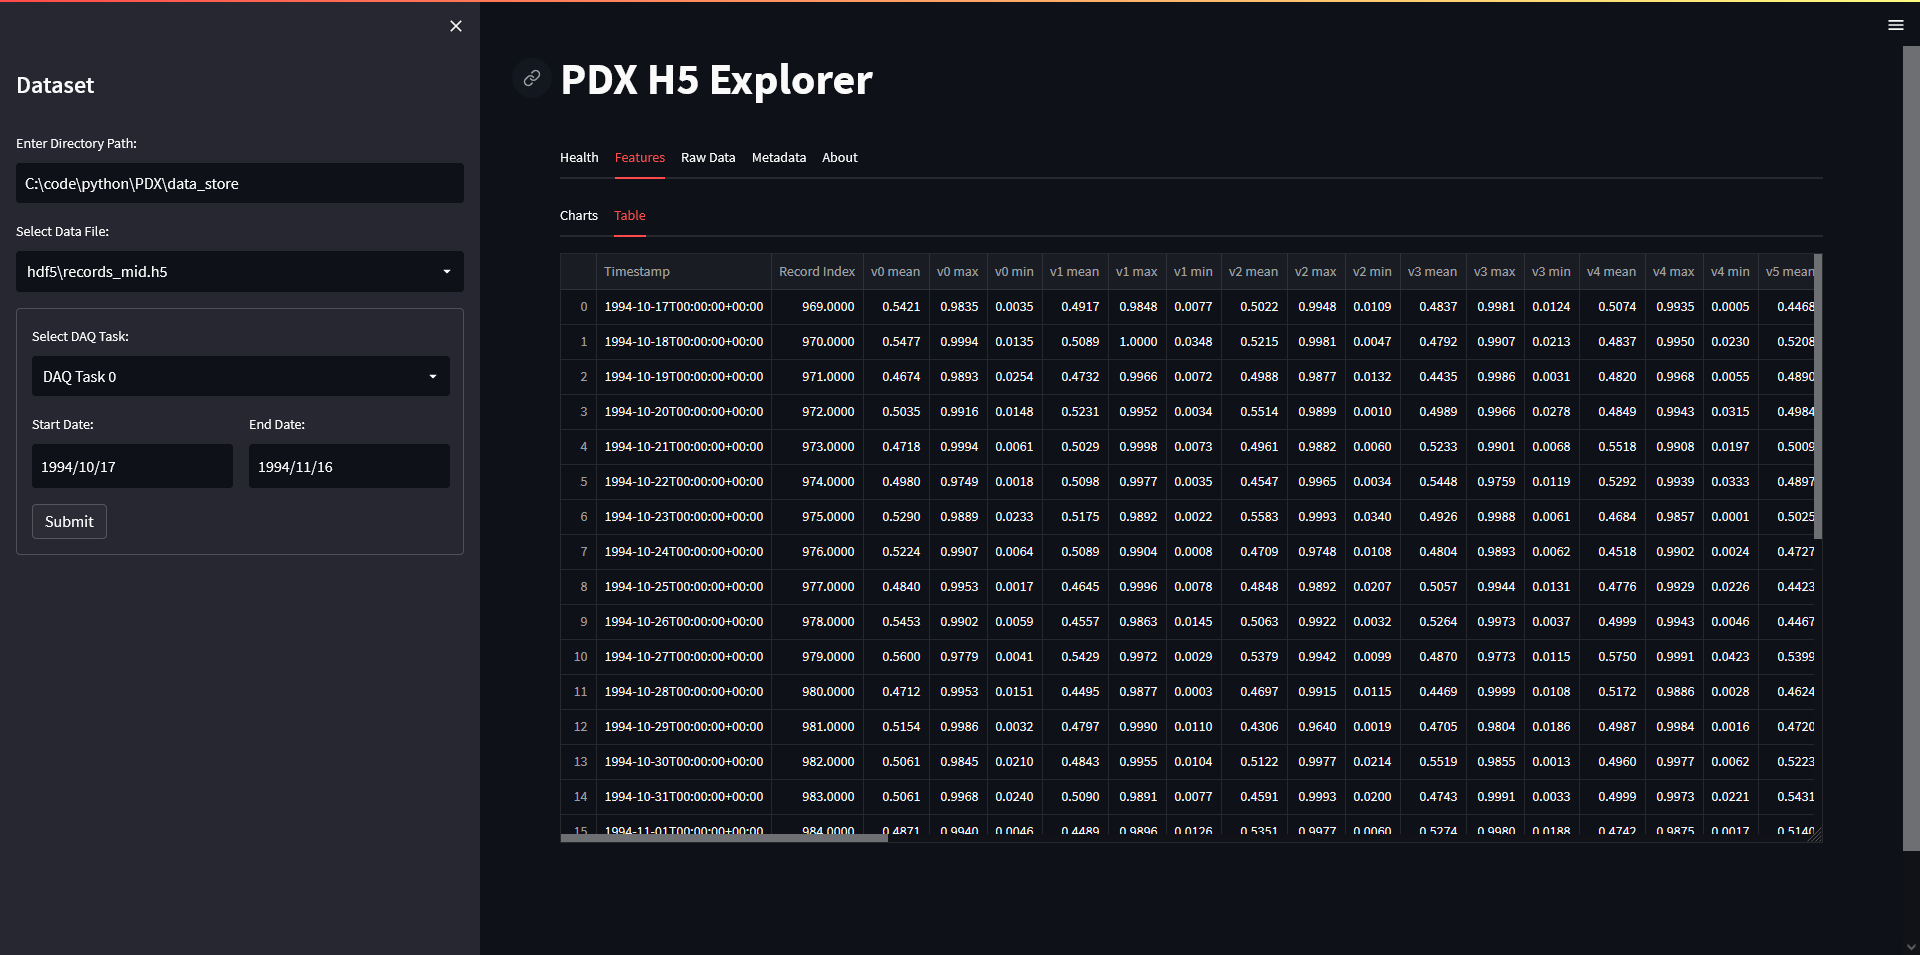 Dataset
Enter Directory Path:
C:\code\python\PDX\data_store
Select Data File:
hdf5\records_mid.h5
Select DAQ Task:
DAQ Task 0
Start Date: End Date:
1994/10/17 1994/11/16
Submit
PDX H5 Explorer
Health Features Raw Data Metadata About
Charts Table
Timestamp Record Index v0 mean v0 max v0 min v1 mean v1 max v1 min v2 mean v2 max v2 min v3 mean v3 max v3 min v4 mean v4 max v4 min v5 mean
0 1994-10-17T00:00:00+00:00 969.0000 0.5421 0.9835 0.0035 0.4917 0.9848 0.0077 0.5022 0.9948 0.0109 0.4837 0.9981 0.0124 0.5074 0.9935 0.0005 0.4468
1 1994-10-18T00:00:00+00:00 970.0000 0.5477 0.9994 0.0135 0.5089 1.0000 0.0348 0.5215 0.9981 0.0047 0.4792 0.9907 0.0213 0.4837 0.9950 0.0230 0.5208
2 1994-10-19T00:00:00+00:00 971.0000 0.4674 0.9893 0.0254 0.4732 0.9966 0.0072 0.4988 0.9877 0.0132 0.4435 0.9986 0.0031 0.4820 0.9968 0.0055 0.4890
3 1994-10-20T00:00:00+00:00 972.0000 0.5035 0.9916 0.0148 0.5231 0.9952 0.0034 0.5514 0.9899 0.0010 0.4989 0.9966 0.0278 0.4849 0.9943 0.0315 0.4984
4 1994-10-21T00:00:00+00:00 973.0000 0.4718 0.9994 0.0061 0.5029 0.9998 0.0073 0.4961 0.9882 0.0060 0.5233 0.9901 0.0068 0.5518 0.9908 0.0197 0.5009
5 1994-10-22T00:00:00+00:00 974.0000 0.4980 0.9749 0.0018 0.5098 0.9977 0.0035 0.4547 0.9965 0.0034 0.5448 0.9759 0.0119 0.5292 0.9939 0.0333 0.4897
6 1994-10-23T00:00:00+00:00 975.0000 0.5290 0.9889 0.0233 0.5175 0.9892 0.0022 0.5583 0.9993 0.0340 0.4926 0.9988 0.0061 0.4684 0.9857 0.0001 0.5025
7 1994-10-24T00:00:00+00:00 976.0000 0.5224 0.9907 0.0064 0.5089 0.9904 0.0008 0.4709 0.9748 0.0108 0.4804 0.9893 0.0062 0.4518 0.9902 0.0024 0.4727
8 1994-10-25T00:00:00+00:00 977.0000 0.4840 0.9953 0.0017 0.4645 0.9996 0.0078 0.4848 0.9892 0.0207 0.5057 0.9944 0.0131 0.4776 0.9929 0.0226 0.4423
9 1994-10-26T00:00:00+00:00 978.0000 0.5453 0.9902 0.0059 0.4557 0.9863 0.0145 0.5063 0.9922 0.0032 0.5264 0.9973 0.0037 0.4999 0.9943 0.0046 0.4467
10 1994-10-27T00:00:00+00:00 979.0000 0.5600 0.9779 0.0041 0.5429 0.9972 0.0029 0.5379 0.9942 0.0099 0.4870 0.9773 0.0115 0.5750 0.9991 0.0423 0.5399
11 1994-10-28T00:00:00+00:00 980.0000 0.4712 0.9953 0.0151 0.4495 0.9877 0.0003 0.4697 0.9915 0.0115 0.4469 0.9999 0.0108 0.5172 0.9886 0.0028 0.4624
12 1994-10-29T00:00:00+00:00 981.0000 0.5154 0.9986 0.0032 0.4797 0.9990 0.0110 0.4306 0.9640 0.0019 0.4705 0.9804 0.0186 0.4987 0.9984 0.0016 0.4720
13 1994-10-30T00:00:00+00:00 982.0000 0.5061 0.9845 0.0210 0.4843 0.9955 0.0104 0.5122 0.9977 0.0214 0.5519 0.9855 0.0013 0.4960 0.9977 0.0062 0.5223
14 1994-10-31T00:00:00+00:00 983.0000 0.5061 0.9968 0.0240 0.5090 0.9891 0.0077 0.4591 0.9993 0.0200 0.4743 0.9991 0.0033 0.4999 0.9973 0.0221 0.5431
15 1994-11-01T00:00:00+00:00 984.0000 0.4871 0.9940 0.0046 0.4489 0.9896 0.0126 0.5351 0.9977 0.0060 0.5274 0.9980 0.0188 0.4742 0.9875 0.0017 0.5140